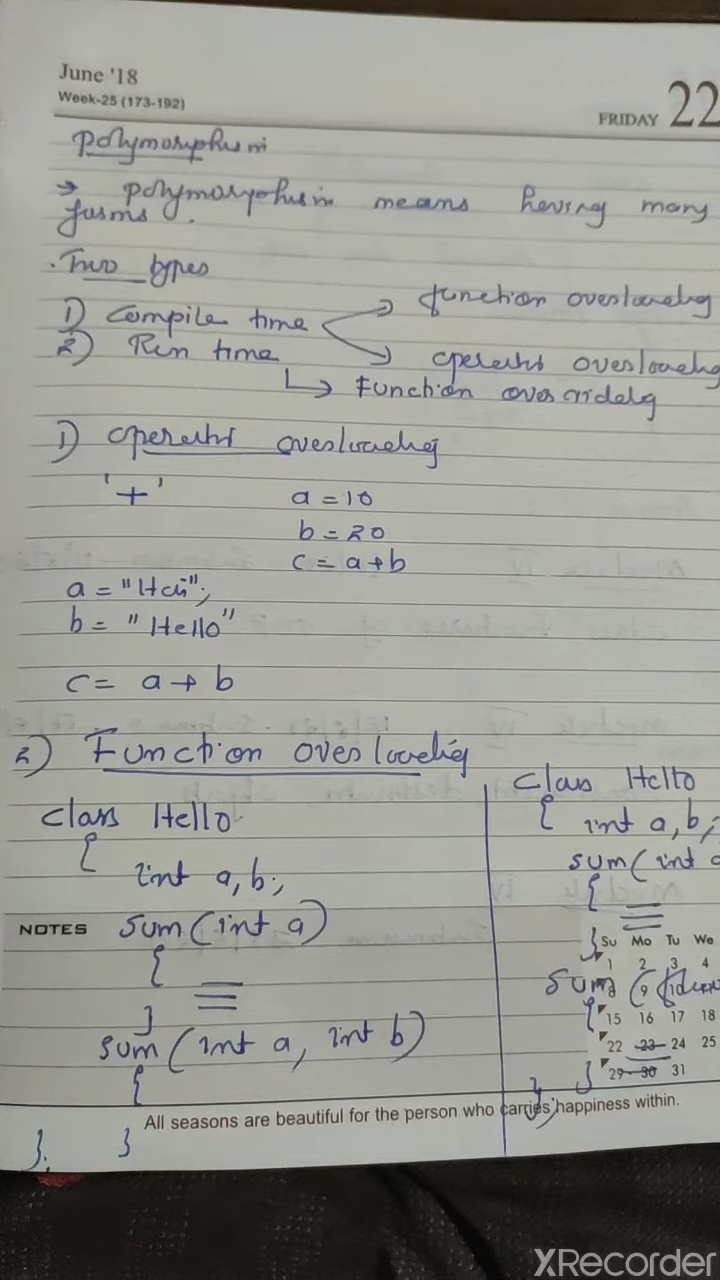 June '18
Week-25 (173-192)
FRIDAY 22
polymorphism
→ polymorphism means having many
forms.
. Two types
1) Compile time → function overloading
→ operator overloading
2) Run time
↳ Function overriding
1) operator overloading
'+'
a = 10
b = 20
c = a+b
a = "Hai";
b = "Hello"
c = a + b
2) Function overloading
class Hello
{
int a, b;
NOTES
sum (int a)
{
}
sum (int a, int b)
{
}
};
class Hello
{ int a, b,
sum (int a
{
}
sum (
{
}
};
Su Mo Tu We
1 2 3 4
9 10
15 16 17 18
22 23 24 25
29 30 31
All seasons are beautiful for the person who carries happiness within.
XRecorder